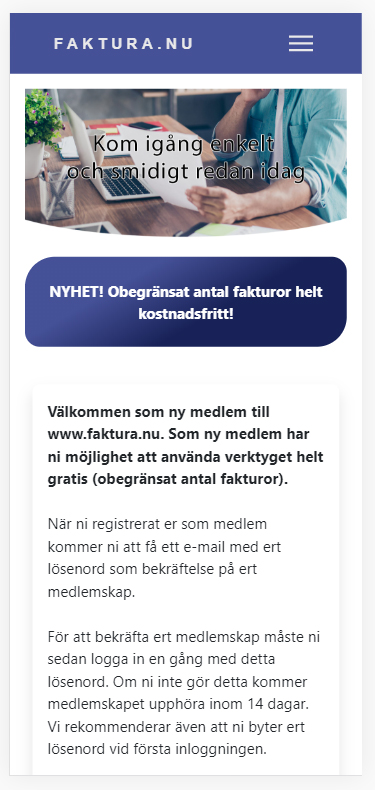 FAKTURA.NU
Kom igång enkelt
och smidigt redan idag
NYHET! Obegränsat antal fakturor helt
kostnadsfritt!
Välkommen som ny medlem till
www.faktura.nu. Som ny medlem har
ni möjlighet att använda verktyget helt
gratis (obegränsat antal fakturor).
När ni registrerat er som medlem
kommer ni att få ett e-mail med ert
lösenord som bekräftelse på ert
medlemskap.
För att bekräfta ert medlemskap måste ni
sedan logga in en gång med detta
lösenord. Om ni inte gör detta kommer
medlemskapet upphöra inom 14 dagar.
Vi rekommenderar även att ni byter ert
lösenord vid första inloggningen.